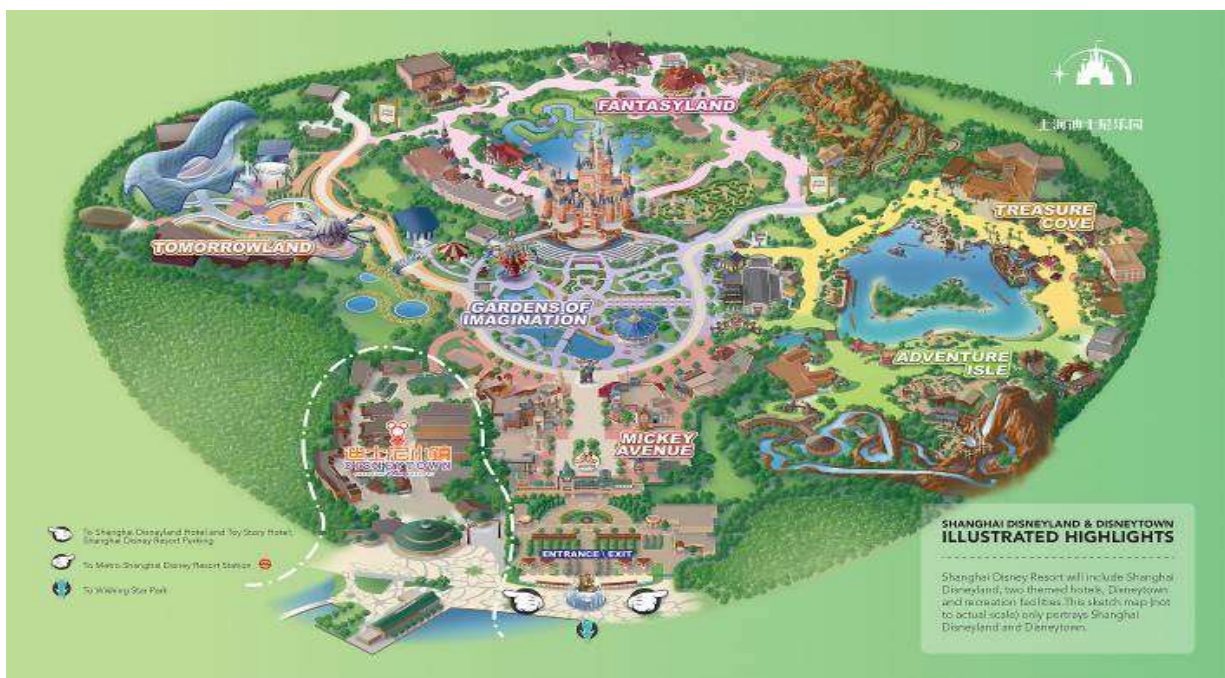 FANTASYLAND
上海迪士尼乐园
TREASURE
COVE
TOMORROWLAND
GARDENS OF
IMAGINATION
ADVENTURE
ISLE
MICKEY
AVENUE
迪士尼小镇
DISNEYTOWN
ENTRANCE \ EXIT
To Shanghai Disneyland Hotel and Toy Story Hotel,
Shanghai Disney Resort Parking
To Metro Shanghai Disney Resort Station
To Wishing Star Park
SHANGHAI DISNEYLAND & DISNEYTOWN
ILLUSTRATED HIGHLIGHTS
Shanghai Disney Resort will include Shanghai
Disneyland, two themed hotels, Disneytown
and recreation facilities. This sketch map (not
to actual scale) only portrays Shanghai
Disneyland and Disneytown.